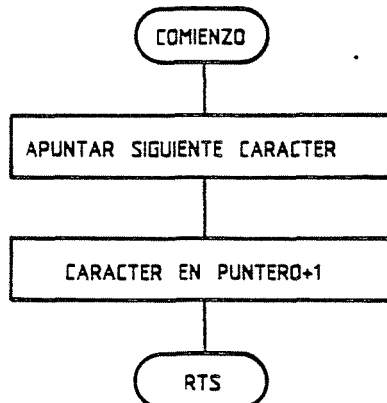 COMIENZO
APUNTAR SIGUIENTE CARACTER
CARACTER EN PUNTERO+1
RTS